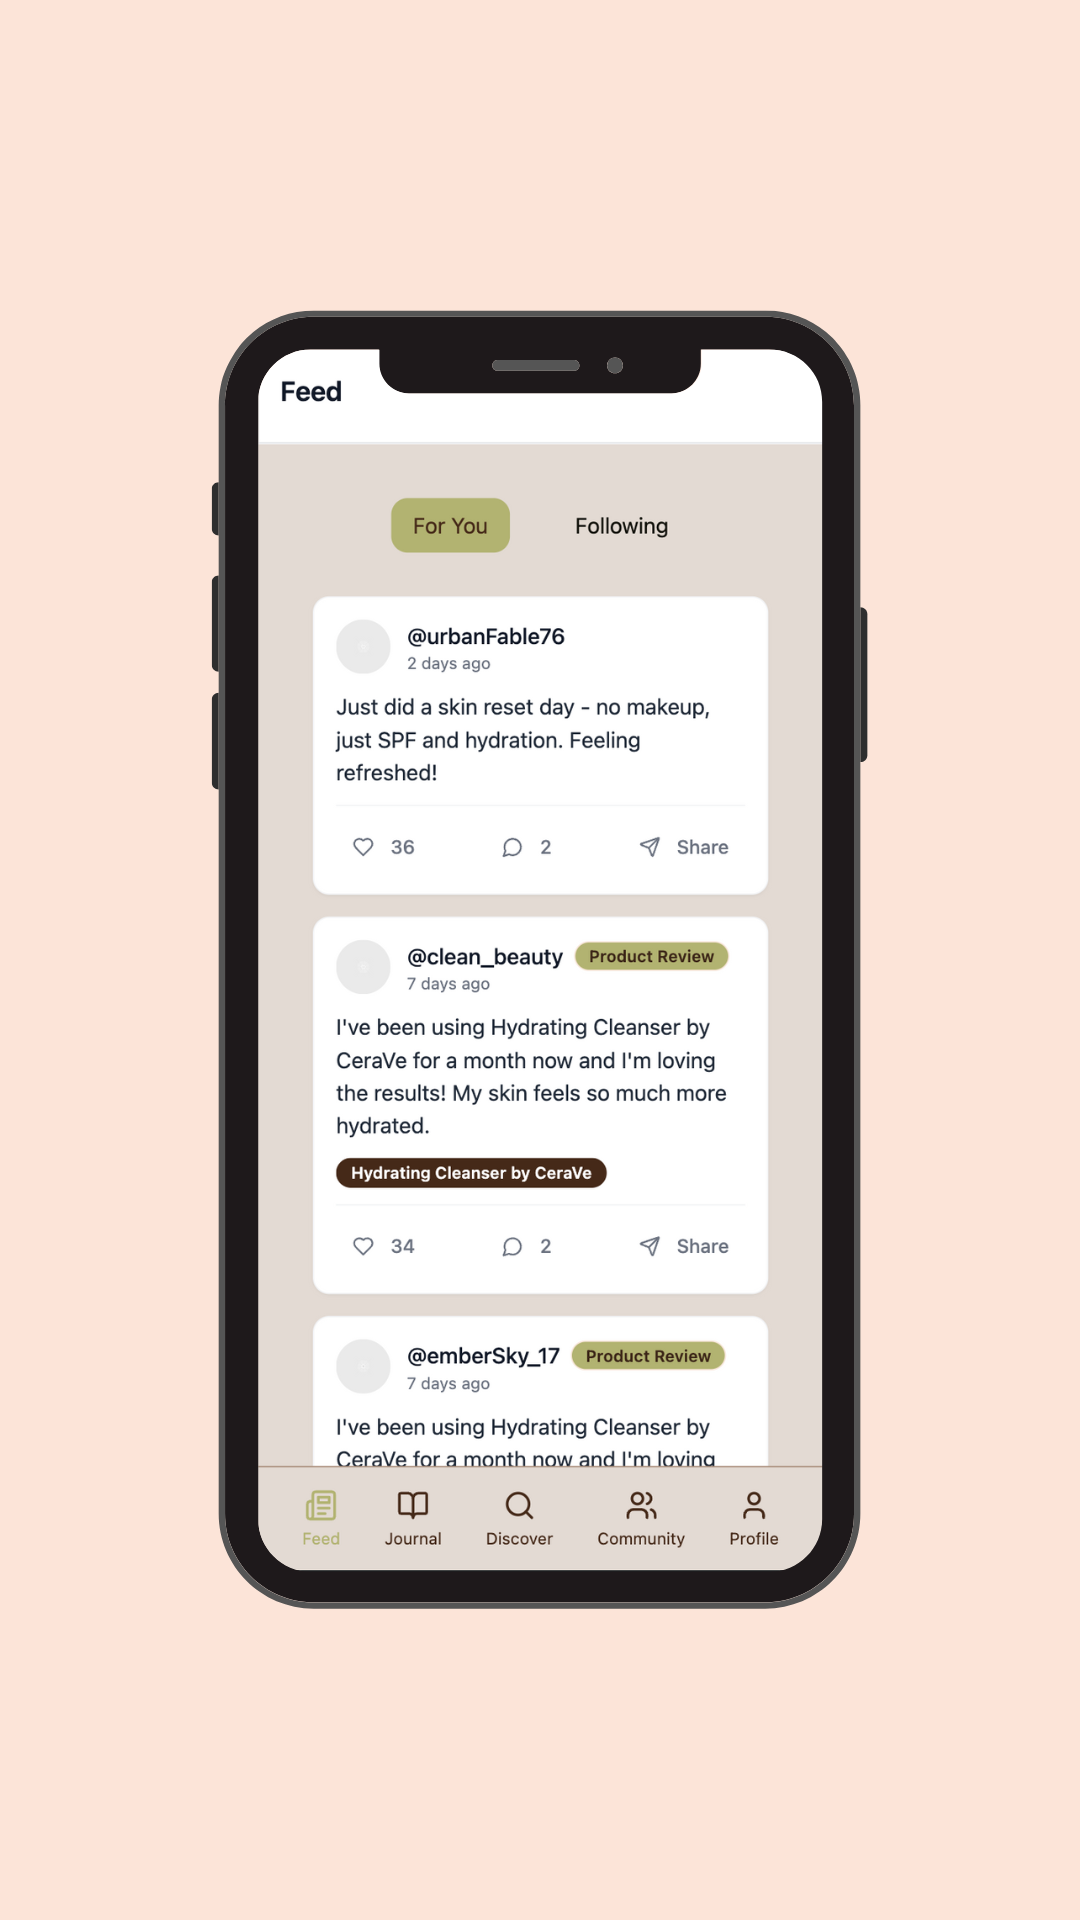 Feed
For You
Following
@urbanFable76
2 days ago
Just did a skin reset day - no makeup,
just SPF and hydration. Feeling
refreshed!
36
2
Share
@clean_beauty
Product Review
7 days ago
I've been using Hydrating Cleanser by
CeraVe for a month now and I'm loving
the results! My skin feels so much more
hydrated.
Hydrating Cleanser by CeraVe
34
2
Share
@emberSky_17
Product Review
7 days ago
I've been using Hydrating Cleanser by
CeraVe for a month now and I'm loving
Feed
Journal
Discover
Community
Profile